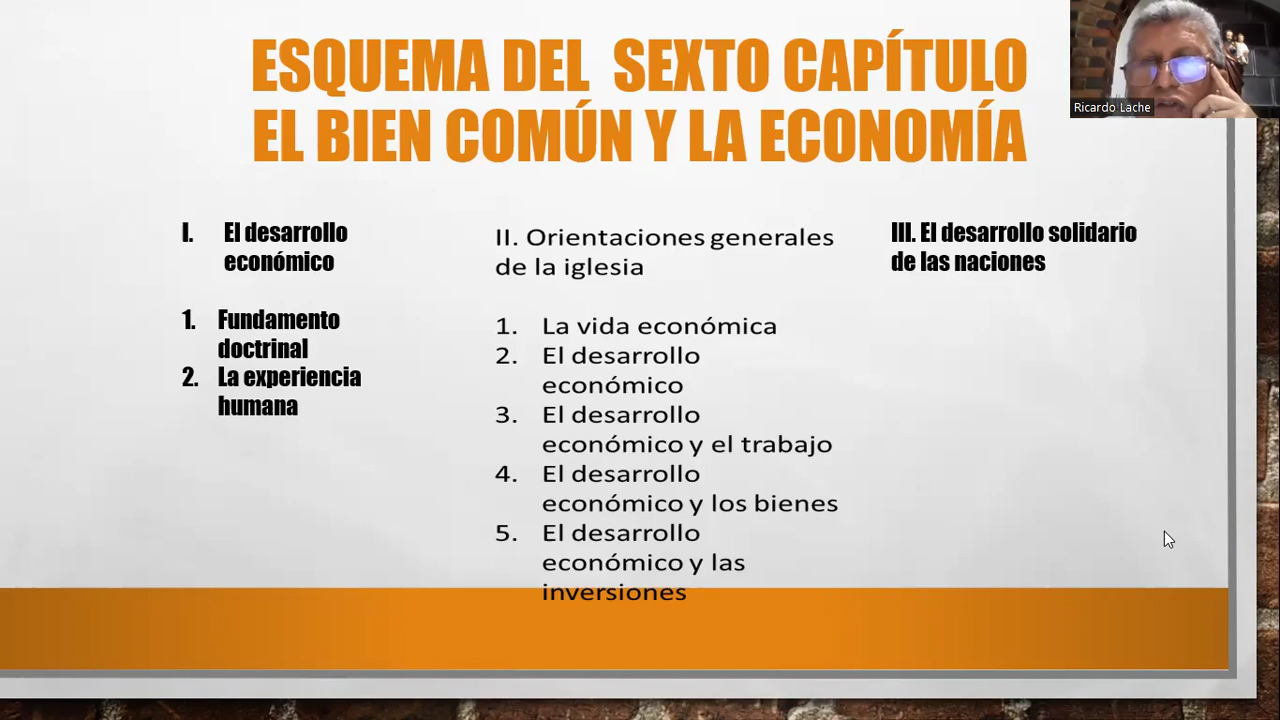 ESQUEMA DEL SEXTO CAPÍTULO
EL BIEN COMÚN Y LA ECONOMÍA
Ricardo Lache
I. El desarrollo
económico
1. Fundamento
doctrinal
2. La experiencia
humana
II. Orientaciones generales
de la iglesia
1. La vida económica
2. El desarrollo
económico
3. El desarrollo
económico y el trabajo
4. El desarrollo
económico y los bienes
5. El desarrollo
económico y las
inversiones
III. El desarrollo solidario
de las naciones